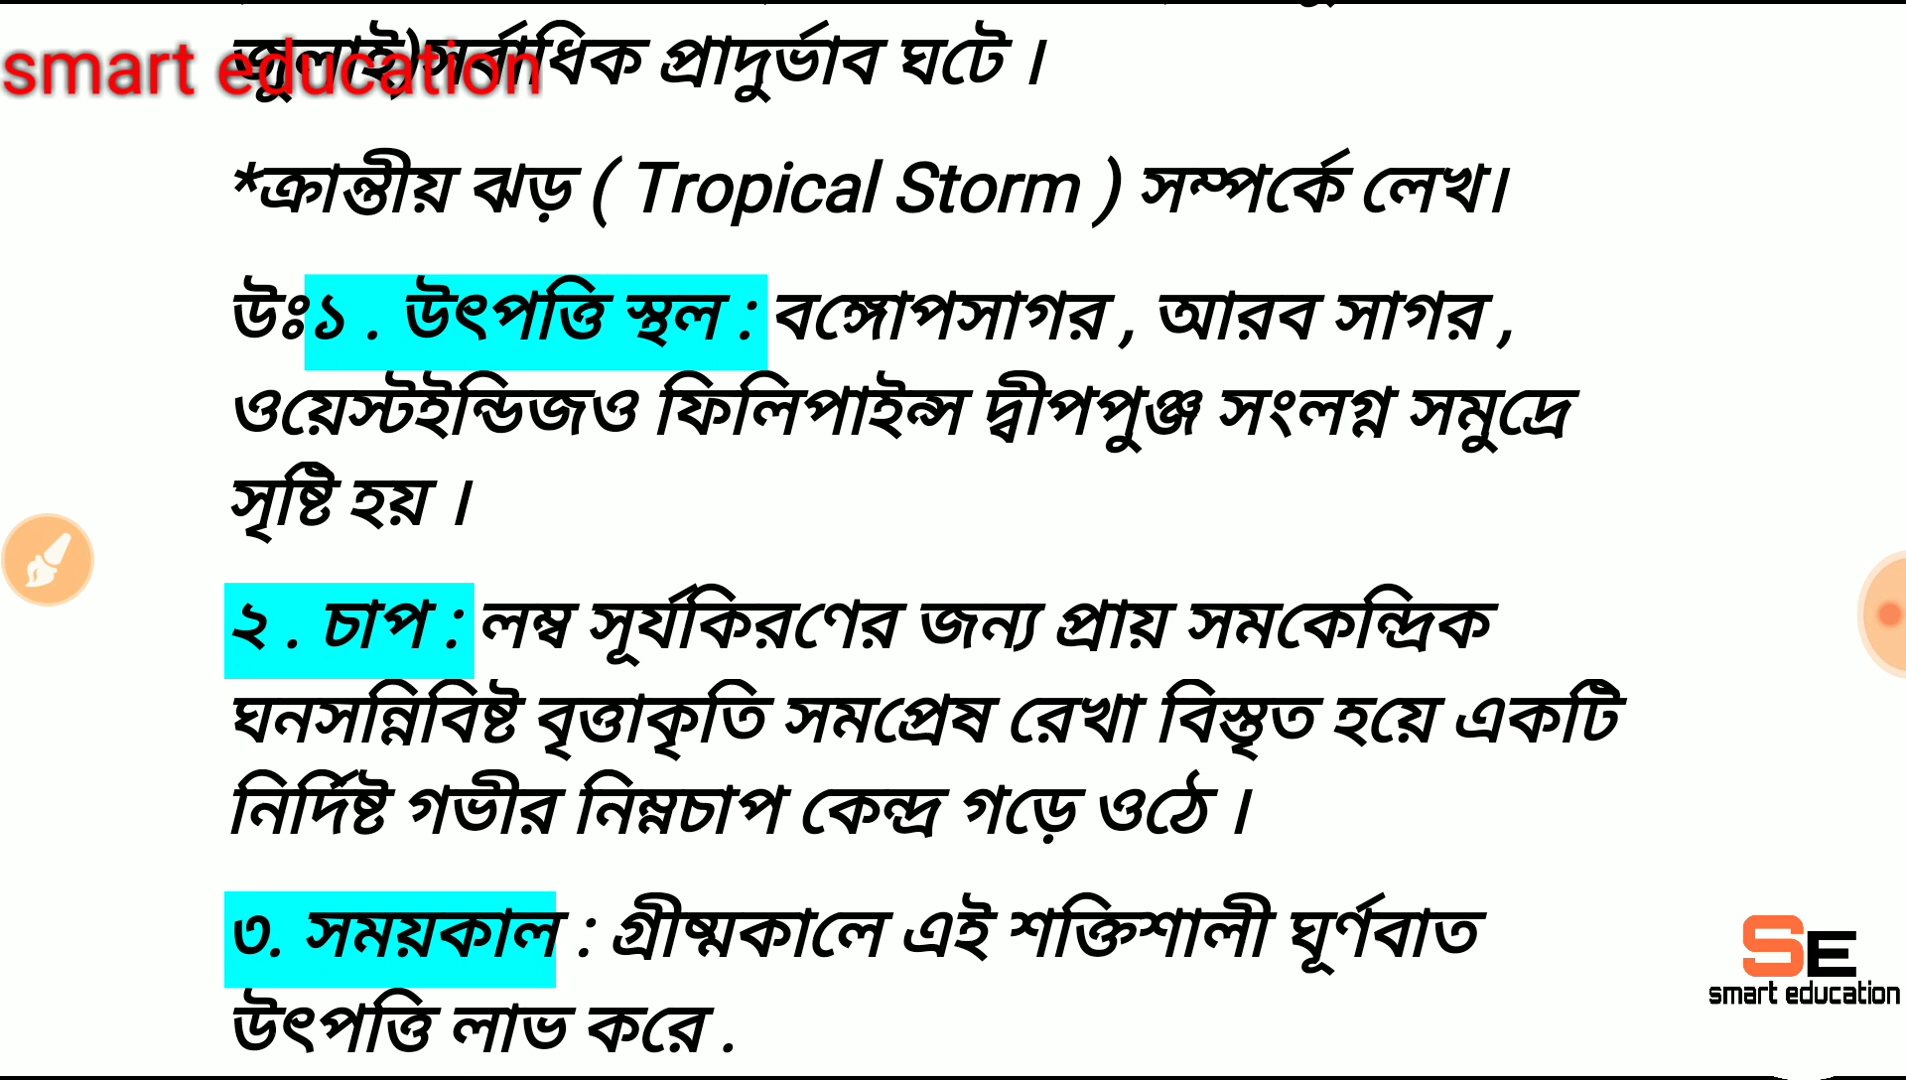 জুলাই)সর্বাধিক প্রাদুর্ভাব ঘটে ।
smart education
*ক্রান্তীয় ঝড় ( Tropical Storm ) সম্পর্কে লেখ।
উঃ১ . উৎপত্তি স্থল : বঙ্গোপসাগর , আরব সাগর ,
ওয়েস্টইন্ডিজও ফিলিপাইন্স দ্বীপপুঞ্জ সংলগ্ন সমুদ্রে
সৃষ্টি হয় ।
২ . চাপ : লম্ব সূর্যকিরণের জন্য প্রায় সমকেন্দ্রিক
ঘনসন্নিবিষ্ট বৃত্তাকৃতি সমপ্রেষ রেখা বিস্তৃত হয়ে একটি
নির্দিষ্ট গভীর নিম্নচাপ কেন্দ্র গড়ে ওঠে ।
৩. সময়কাল : গ্রীষ্মকালে এই শক্তিশালী ঘূর্ণবাত
উৎপত্তি লাভ করে .
SE
smart education